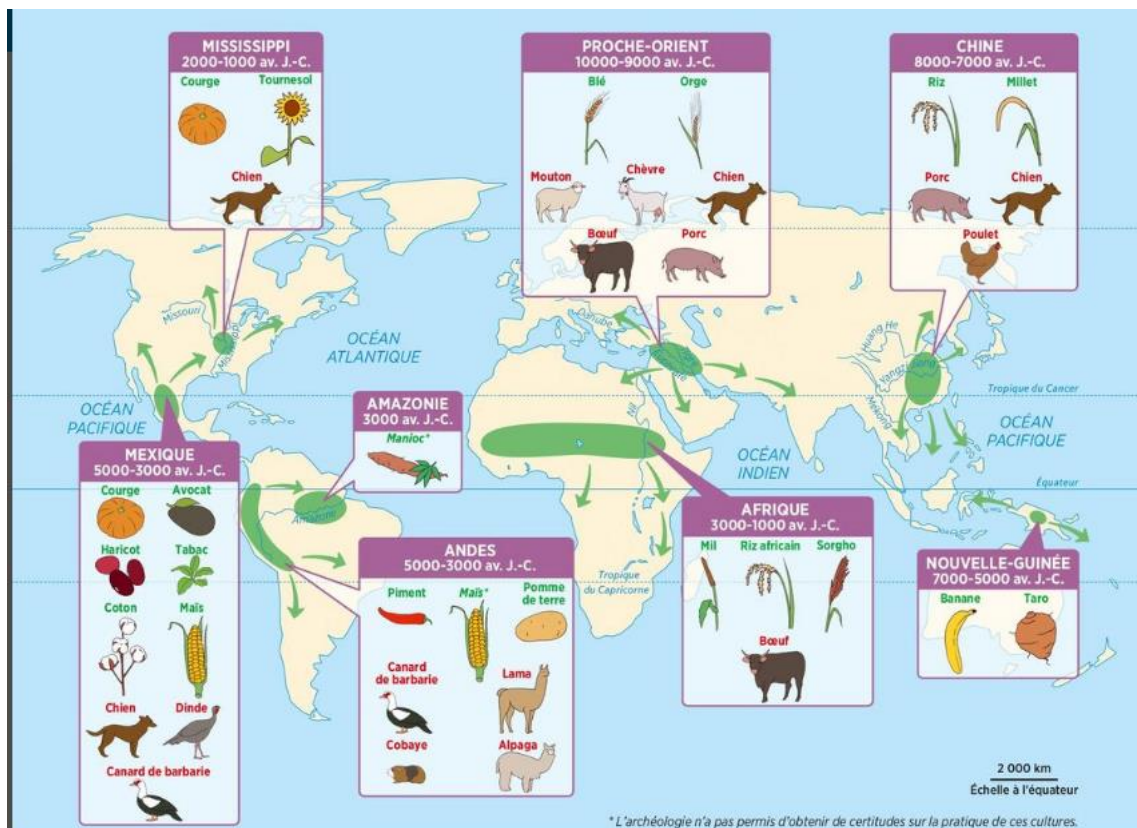 MISSISSIPPI
2000-1000 av. J.-C.
Courge
Tournesol
Chien
PROCHE-ORIENT
10000-9000 av. J.-C.
Blé
Orge
Mouton
Chèvre
Chien
Bœuf
Porc
CHINE
8000-7000 av. J.-C.
Riz
Millet
Porc
Chien
Poulet
Missouri
Mississippi
OCÉAN
ATLANTIQUE
Danube
Nil
Huang He
Mékong
Tropique du Cancer
OCÉAN
PACIFIQUE
OCÉAN
PACIFIQUE
OCÉAN
INDIEN
Équateur
Amazone
Tropique
du Capricorne
AMAZONIE
3000 av. J.-C.
Manioc*
MEXIQUE
5000-3000 av. J.-C.
Courge
Avocat
Haricot
Tabac
Coton
Maïs
Chien
Dinde
Canard de barbarie
ANDES
5000-3000 av. J.-C.
Piment
Maïs*
Pomme
de terre
Canard
de barbarie
Lama
Cobaye
Alpaga
AFRIQUE
3000-1000 av. J.-C.
Mil
Riz africain
Sorgho
Bœuf
NOUVELLE-GUINÉE
7000-5000 av. J.-C.
Banane
Taro
2 000 km
Échelle à l'équateur
* L'archéologie n'a pas permis d'obtenir de certitudes sur la pratique de ces cultures.